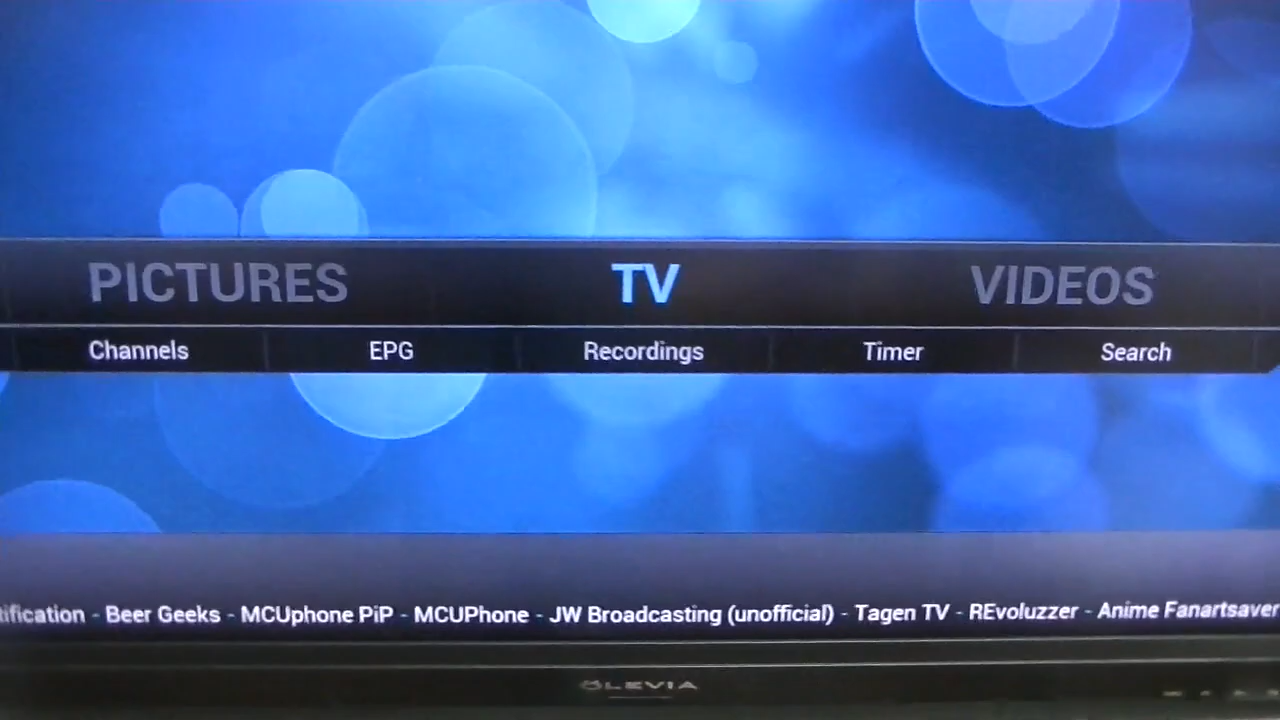 PICTURES TV VIDEOS
Channels EPG Recordings Timer Search
tification - Beer Geeks - MCUphone PiP - MCUPhone - JW Broadcasting (unofficial) - Tagen TV - REvoluzzer - Anime Fanartsaver
OLEVIA